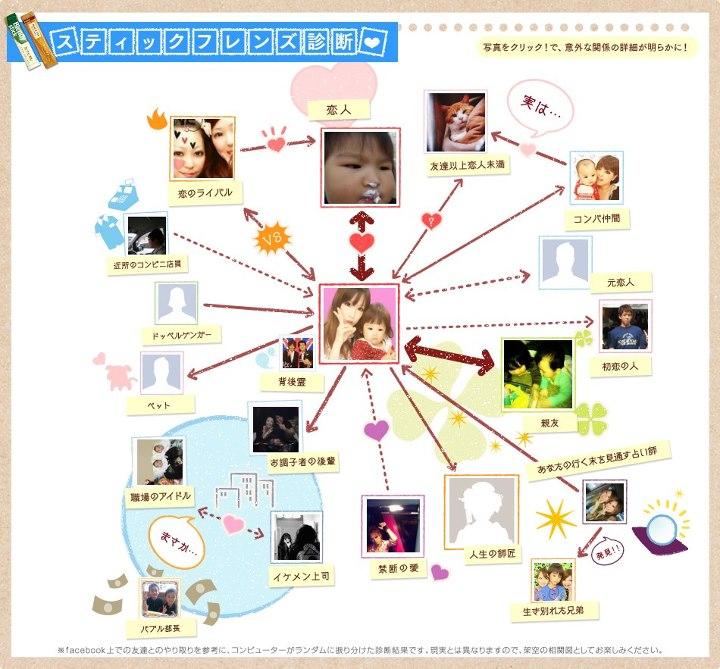 スティックフレンズ診断
写真をクリック！で、意外な関係の詳細が明らかに！
恋人
実は…
恋のライバル
友達以上恋人未満
コンパ仲間
VS
?
近所のコンビニ店員
元恋人
ドッペルゲンガー
初恋の人
背後霊
ペット
親友
お調子者の後輩
あなたの行く末を見通す占い師
職場のアイドル
まさか…
イケメン上司
禁断の愛
人生の師匠
発見！！
生き別れた兄弟
バブル部長
※facebook上での友達とのやり取りを参考に、コンピューターがランダムに振り分けた診断結果です。現実とは異なりますので、架空の相関図としてお楽しみください。